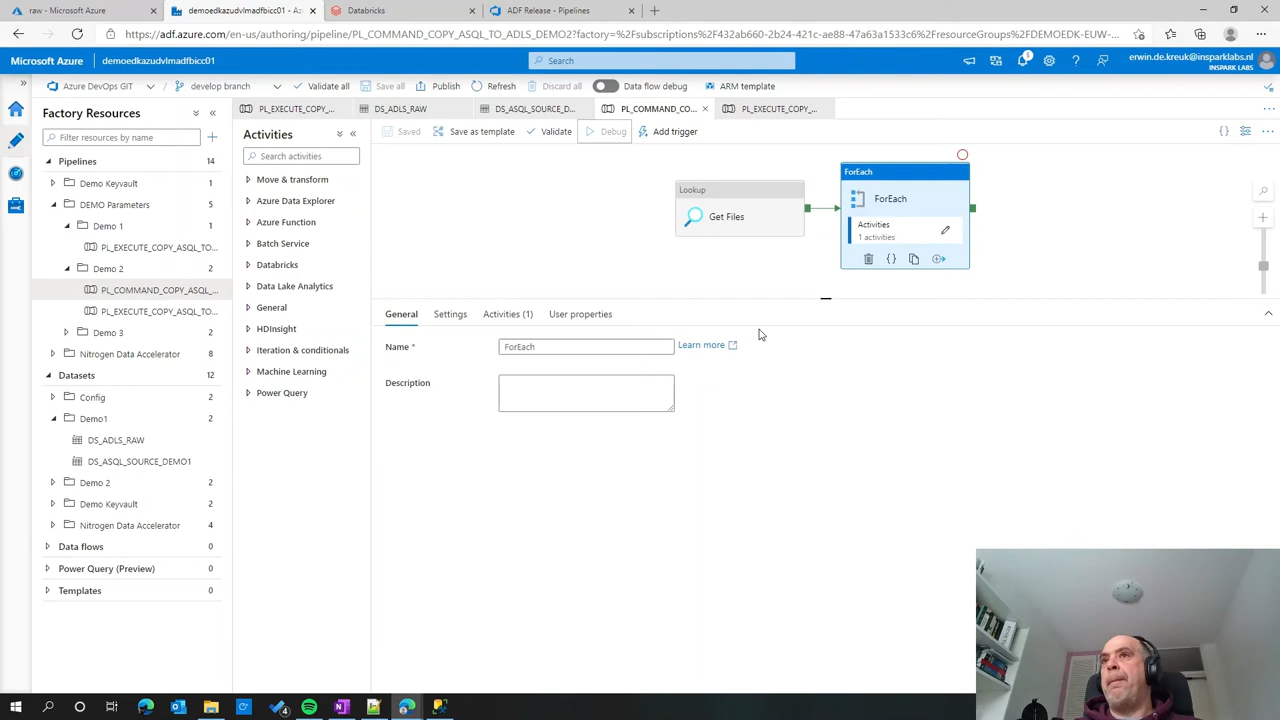 raw - Microsoft Azure
demoedkazudvlmadfbicc01 - Az
Databricks
ADF Release - Pipelines
https://adf.azure.com/en-us/authoring/pipeline/PL_COMMAND_COPY_ASQL_TO_ADLS_DEMO2?factory=%2Fsubscriptions%2F432ab660-2b24-421c-ae88-47a63a1533c6%2FresourceGroups%2FDEMOEDK-EUW-...
Microsoft Azure
demoedkazudvlmadfbicc01
Search
1
erwin.de.kreuk@insparklabs.nl
INSPARK LABS
Azure DevOps GIT
develop branch
Validate all
Save all
Publish
Refresh
Discard all
Data flow debug
ARM template
Factory Resources
Filter resources by name
Pipelines 14
Demo Keyvault 1
DEMO Parameters 5
Demo 1 1
PL_EXECUTE_COPY_ASQL_TO...
Demo 2 2
PL_COMMAND_COPY_ASQL_...
PL_EXECUTE_COPY_ASQL_TO...
Demo 3 2
Nitrogen Data Accelerator 8
Datasets 12
Config 2
Demo1 2
DS_ADLS_RAW
DS_ASQL_SOURCE_DEMO1
Demo 2 2
Demo Keyvault 2
Nitrogen Data Accelerator 4
Data flows 0
Power Query (Preview) 0
Templates 0
PL_EXECUTE_COPY_...
DS_ADLS_RAW
DS_ASQL_SOURCE_D...
PL_COMMAND_CO...
PL_EXECUTE_COPY_...
Activities
Search activities
Move & transform
Azure Data Explorer
Azure Function
Batch Service
Databricks
Data Lake Analytics
General
HDInsight
Iteration & conditionals
Machine Learning
Power Query
Saved
Save as template
Validate
Debug
Add trigger
Lookup
Get Files
ForEach
ForEach
Activities
1 activities
General
Settings
Activities (1)
User properties
Name *
ForEach
Learn more
Description